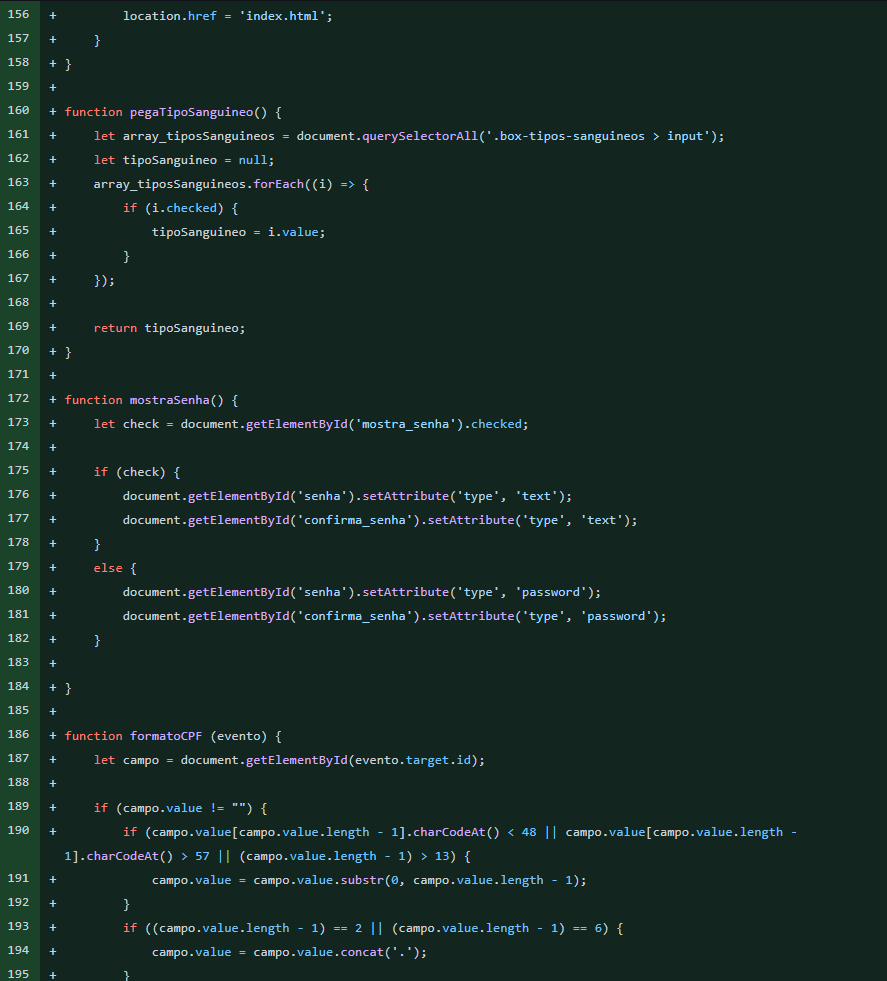 156 +         location.href = 'index.html';
157 +     }
158 + }
159 +
160 + function pegaTipoSanguineo() {
161 +     let array_tiposSanguineos = document.querySelectorAll('.box-tipos-sanguineos > input');
162 +     let tipoSanguineo = null;
163 +     array_tiposSanguineos.forEach((i) => {
164 +         if (i.checked) {
165 +             tipoSanguineo = i.value;
166 +         }
167 +     });
168 +
169 +     return tipoSanguineo;
170 + }
171 +
172 + function mostraSenha() {
173 +     let check = document.getElementById('mostra_senha').checked;
174 +
175 +     if (check) {
176 +         document.getElementById('senha').setAttribute('type', 'text');
177 +         document.getElementById('confirma_senha').setAttribute('type', 'text');
178 +     }
179 +     else {
180 +         document.getElementById('senha').setAttribute('type', 'password');
181 +         document.getElementById('confirma_senha').setAttribute('type', 'password');
182 +     }
183 +
184 + }
185 +
186 + function formatoCPF (evento) {
187 +     let campo = document.getElementById(evento.target.id);
188 +
189 +     if (campo.value != "") {
190 +         if (campo.value[campo.value.length - 1].charCodeAt() < 48 || campo.value[campo.value.length -
1].charCodeAt() > 57 || (campo.value.length - 1) > 13) {
191 +             campo.value = campo.value.substr(0, campo.value.length - 1);
192 +         }
193 +         if ((campo.value.length - 1) == 2 || (campo.value.length - 1) == 6) {
194 +             campo.value = campo.value.concat('.');
195 +         }